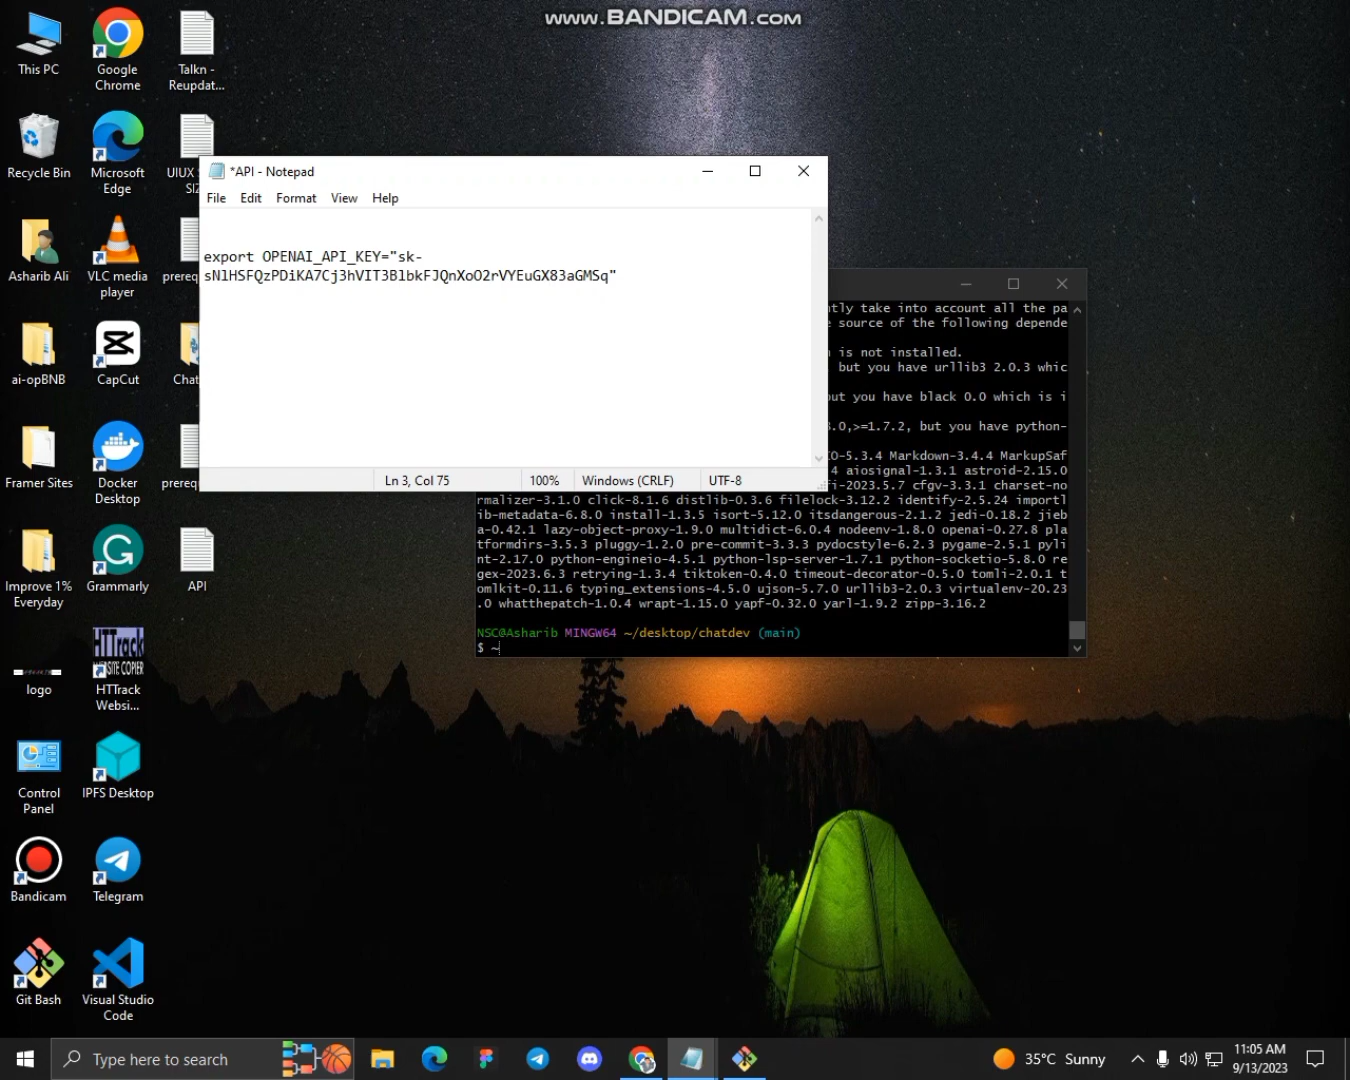 www.BANDICAM.com
This PC
Google Chrome
Talkn - Reupdat...
Recycle Bin
Microsoft Edge
UIUX
*API - Notepad
File Edit Format View Help
export OPENAI_API_KEY="sk-
Ln 3, Col 75
100%
Windows (CRLF)
UTF-8
Asharib Ali
VLC media player
prereq
ai-opBNB
CapCut
Chat
Framer Sites
Docker Desktop
prereq
Improve 1% Everyday
Grammarly
API
logo
HTTrack
WEBSITE COPIER
HTTrack Websi...
Control Panel
IPFS Desktop
Bandicam
Telegram
Git Bash
Visual Studio Code
ntly take into account all the pa
e source of the following depende
is not installed.
but you have urllib3 2.0.3 whic
but you have black 0.0 which is i
.0,>=1.7.2, but you have python-
O-5.3.4 Markdown-3.4.4 MarkupSaf
4 aiosignal-1.3.1 astroid-2.15.0
fi-2023.5.7 cfgv-3.3.1 charset-no
rmalizer-3.1.0 click-8.1.6 distlib-0.3.6 filelock-3.12.2 identify-2.5.24 importl
ib-metadata-6.8.0 install-1.3.5 isort-5.12.0 itsdangerous-2.1.2 jedi-0.18.2 jieb
a-0.42.1 lazy-object-proxy-1.9.0 multidict-6.0.4 nodeenv-1.8.0 openai-0.27.8 pla
tformdirs-3.5.3 pluggy-1.2.0 pre-commit-3.3.3 pydocstyle-6.2.3 pygame-2.5.1 pyli
nt-2.17.0 python-engineio-4.5.1 python-lsp-server-1.7.1 python-socketio-5.8.0 re
gex-2023.6.3 retrying-1.3.4 tiktoken-0.4.0 timeout-decorator-0.5.0 tomli-2.0.1 t
omlkit-0.11.6 typing_extensions-4.5.0 ujson-5.7.0 urllib3-2.0.3 virtualenv-20.23
.0 whatthepatch-1.0.4 wrapt-1.15.0 yapf-0.32.0 yarl-1.9.2 zipp-3.16.2
NSC@Asharib MINGW64 ~/desktop/chatdev (main)
$ ~
Type here to search
35°C Sunny
11:05 AM
9/13/2023